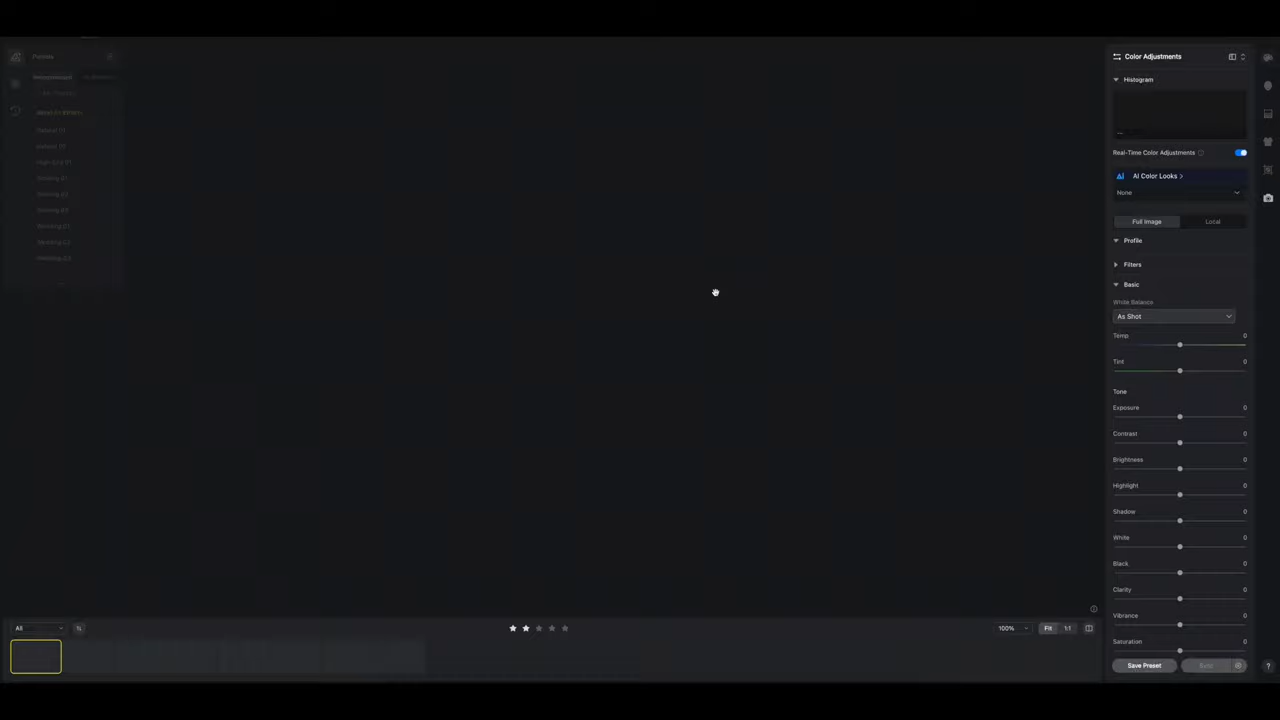 Color Adjustments
Histogram
Real-Time Color Adjustments
AI Color Looks >
None
Full Image Local
Profile
Filters
Basic
White Balance
As Shot
Temp 0
Tint 0
Tone
Exposure 0
Contrast 0
Brightness 0
Highlight 0
Shadow 0
White 0
Black 0
Clarity 0
Vibrance 0
Saturation 0
All
100% Fit 1:1
Save Preset
?